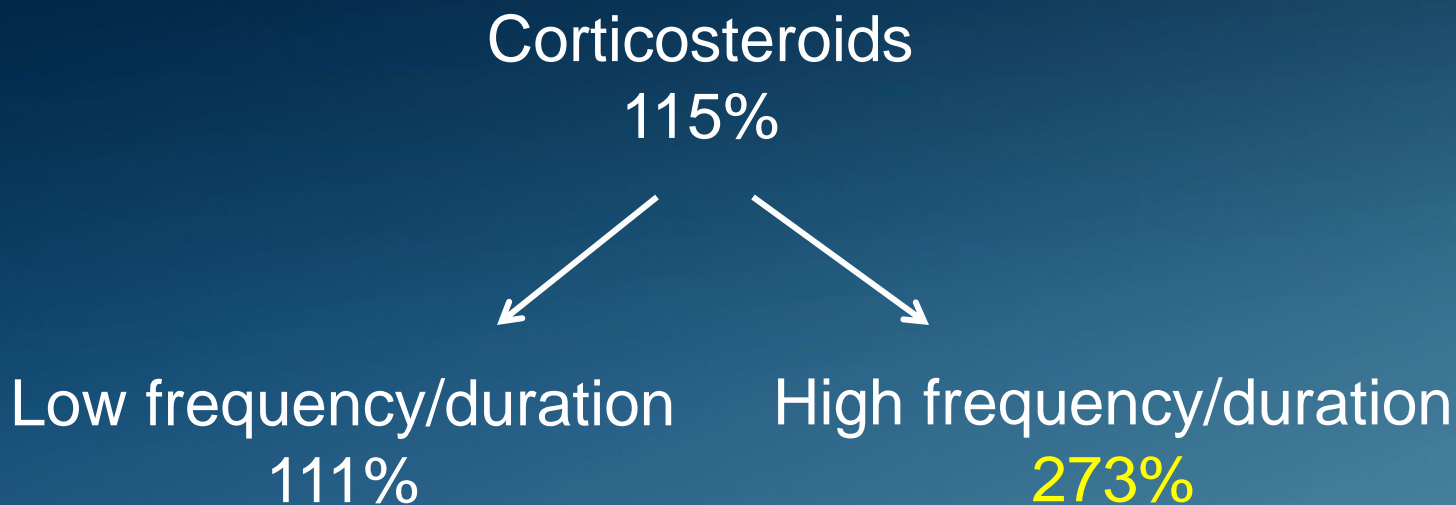 Corticosteroids
115%
Low frequency/duration
111%
High frequency/duration
273%